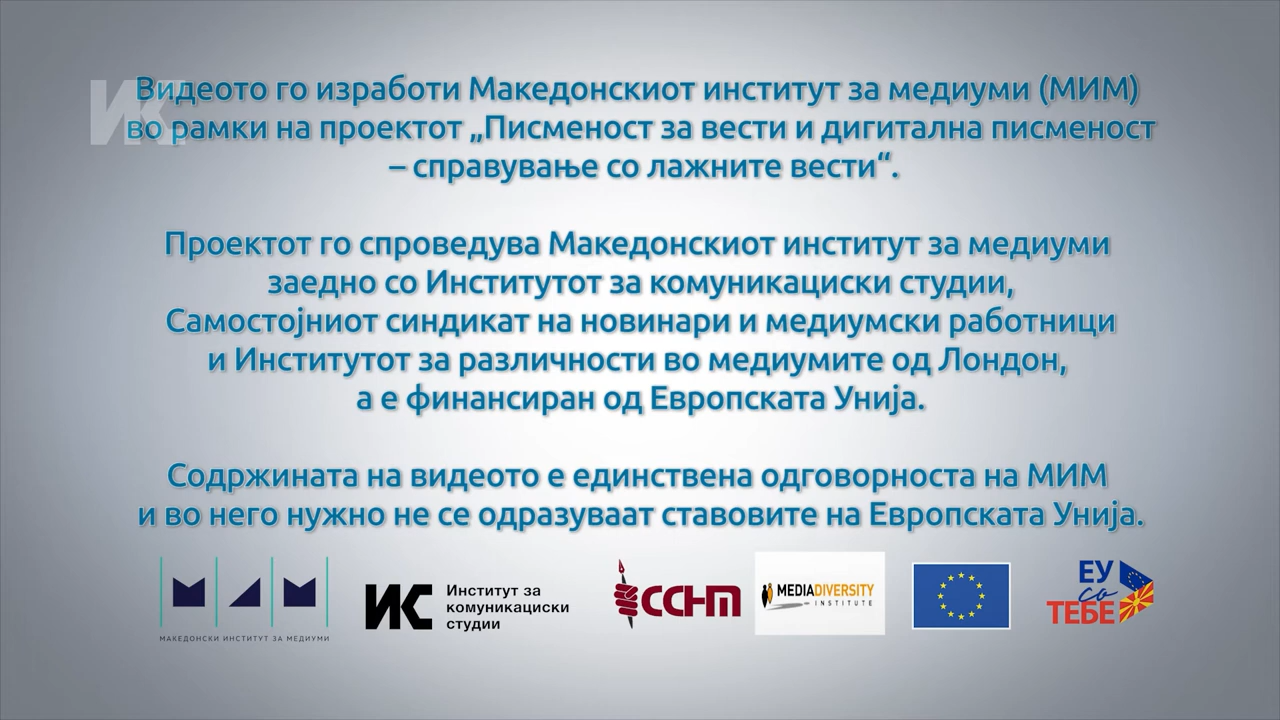 Видеото го изработи Македонскиот институт за медиуми (МИМ)
во рамки на проектот „Писменост за вести и дигитална писменост
– справување со лажните вести“.
Проектот го спроведува Македонскиот институт за медиуми
заедно со Институтот за комуникациски студии,
Самостојниот синдикат на новинари и медиумски работници
и Институтот за различности во медиумите од Лондон,
а е финансиран од Европската Унија.
Содржината на видеото е единствена одговорноста на МИМ
и во него нужно не се одразуваат ставовите на Европската Унија.
МИМ
МАКЕДОНСКИ ИНСТИТУТ ЗА МЕДИУМИ
ИС
Институт за
комуникациски
студии
ССНМ
MEDIADIVERSITY
INSTITUTE
ЕУ
со
ТЕБЕ